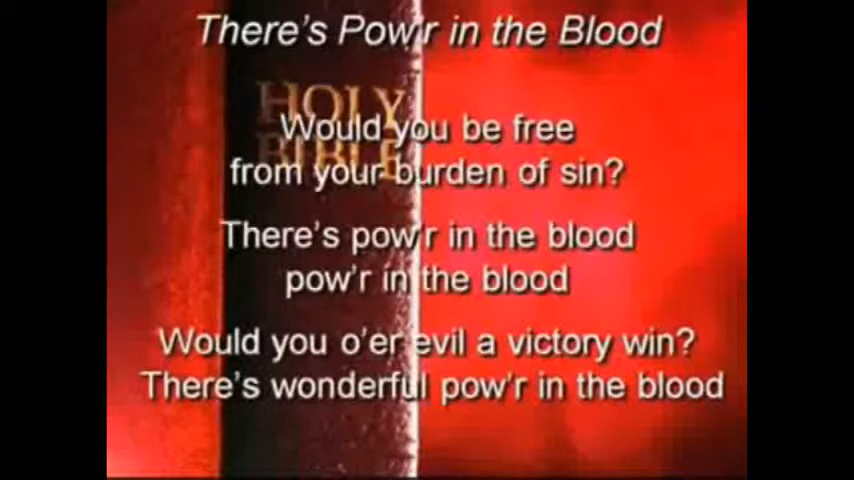 There's Pow'r in the Blood
HOLY
BIBLE
Would you be free
from your burden of sin?
There's pow'r in the blood
pow'r in the blood
Would you o'er evil a victory win?
There's wonderful pow'r in the blood